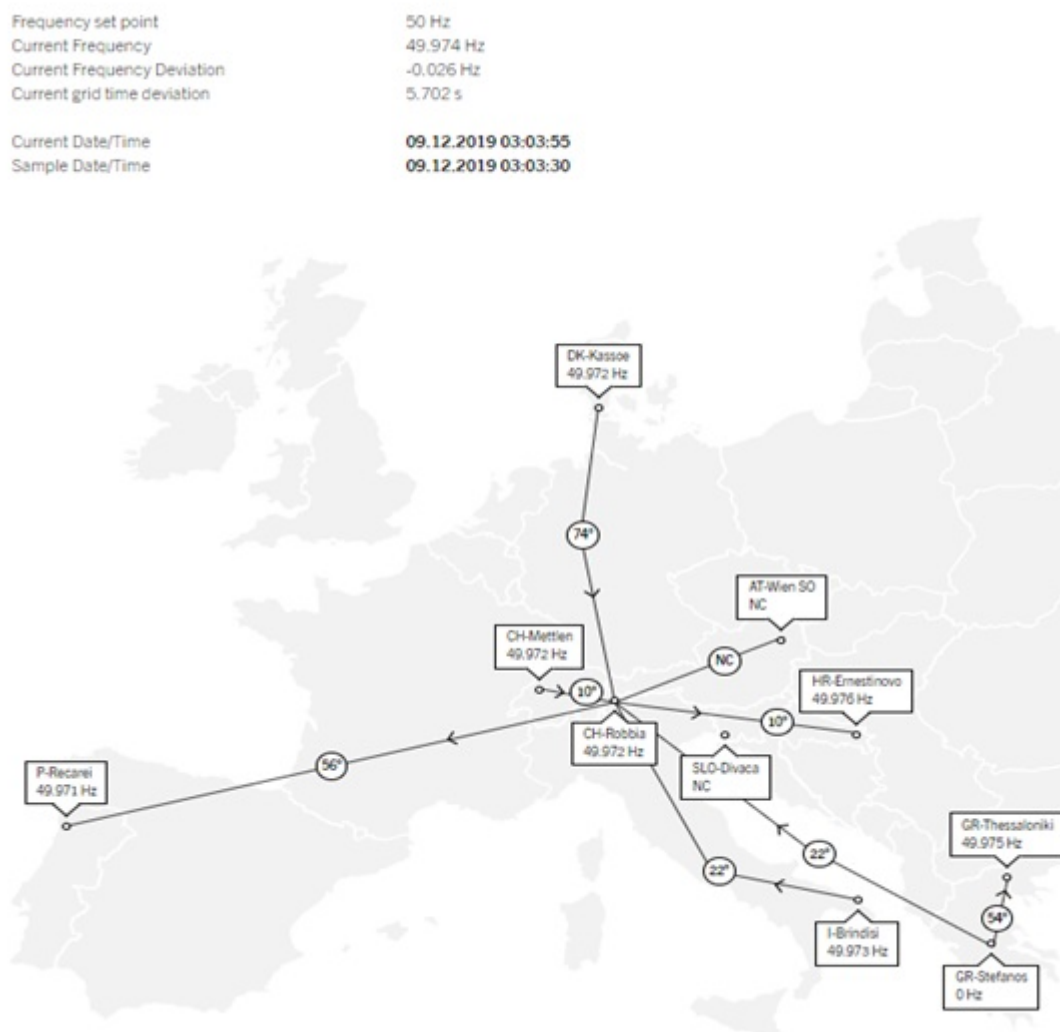 Frequency set point 50 Hz
Current Frequency 49.974 Hz
Current Frequency Deviation -0.026 Hz
Current grid time deviation 5.702 s
Current Date/Time 09.12.2019 03:03:55
Sample Date/Time 09.12.2019 03:03:30
DK-Kassoe
49.972 Hz
74°
AT-Wien SO
NC
NC
CH-Mettlen
49.972 Hz
10°
HR-Ernestinovo
49.976 Hz
10°
CH-Robbia
49.972 Hz
SLO-Divaca
NC
56°
P-Recarei
49.971 Hz
GR-Thessaloniki
49.975 Hz
22°
22°
54°
I-Brindisi
49.973 Hz
GR-Stefanos
0 Hz